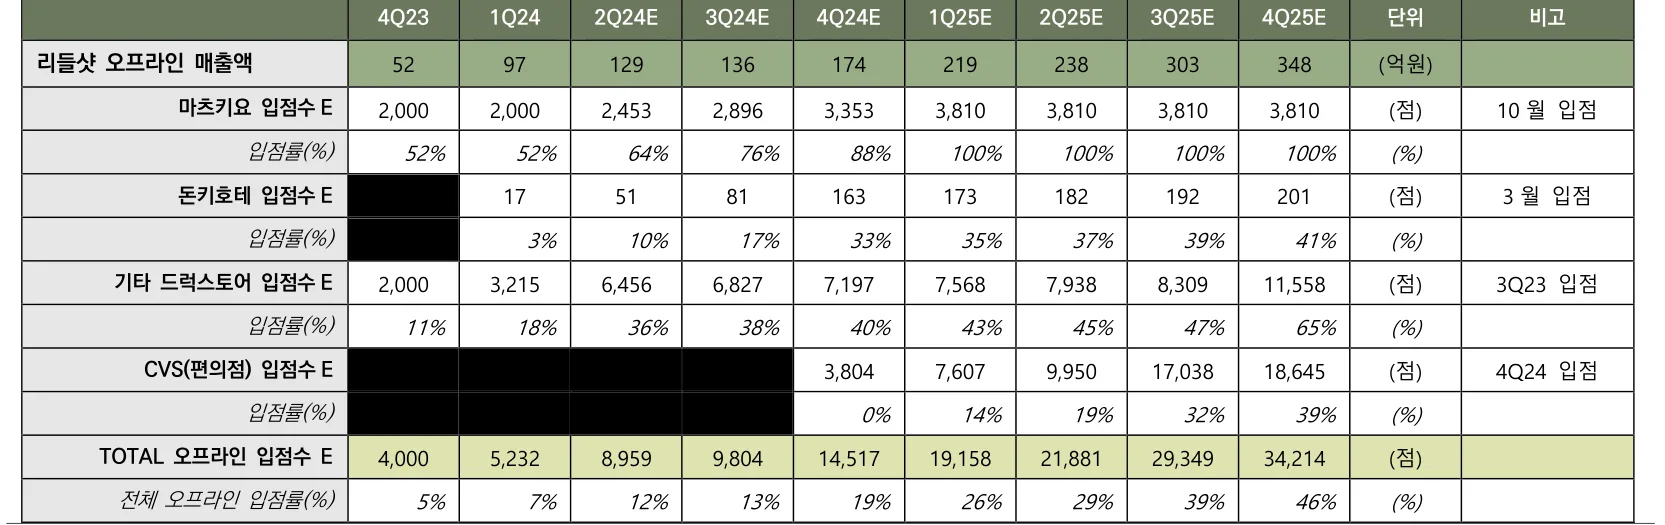 4Q23 1Q24 2Q24E 3Q24E 4Q24E 1Q25E 2Q25E 3Q25E 4Q25E 단위 비고
리들샷 오프라인 매출액 52 97 129 136 174 219 238 303 348 (억원)
마츠키요 입점수 E 2,000 2,000 2,453 2,896 3,353 3,810 3,810 3,810 3,810 (점) 10월 입점
입점률(%) 52% 52% 64% 76% 88% 100% 100% 100% 100% (%)
돈키호테 입점수 E 17 51 81 163 173 182 192 201 (점) 3월 입점
입점률(%) 3% 10% 17% 33% 35% 37% 39% 41% (%)
기타 드럭스토어 입점수 E 2,000 3,215 6,456 6,827 7,197 7,568 7,938 8,309 11,558 (점) 3Q23 입점
입점률(%) 11% 18% 36% 38% 40% 43% 45% 47% 65% (%)
CVS(편의점) 입점수 E 3,804 7,607 9,950 17,038 18,645 (점) 4Q24 입점
입점률(%) 0% 14% 19% 32% 39% (%)
TOTAL 오프라인 입점수 E 4,000 5,232 8,959 9,804 14,517 19,158 21,881 29,349 34,214 (점)
전체 오프라인 입점률(%) 5% 7% 12% 13% 19% 26% 29% 39% 46% (%)